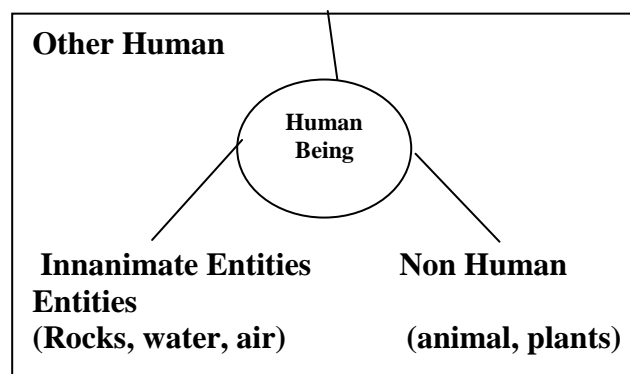 Other Human
Human
Being
Innanimate Entities Non Human
Entities
(Rocks, water, air) (animal, plants)